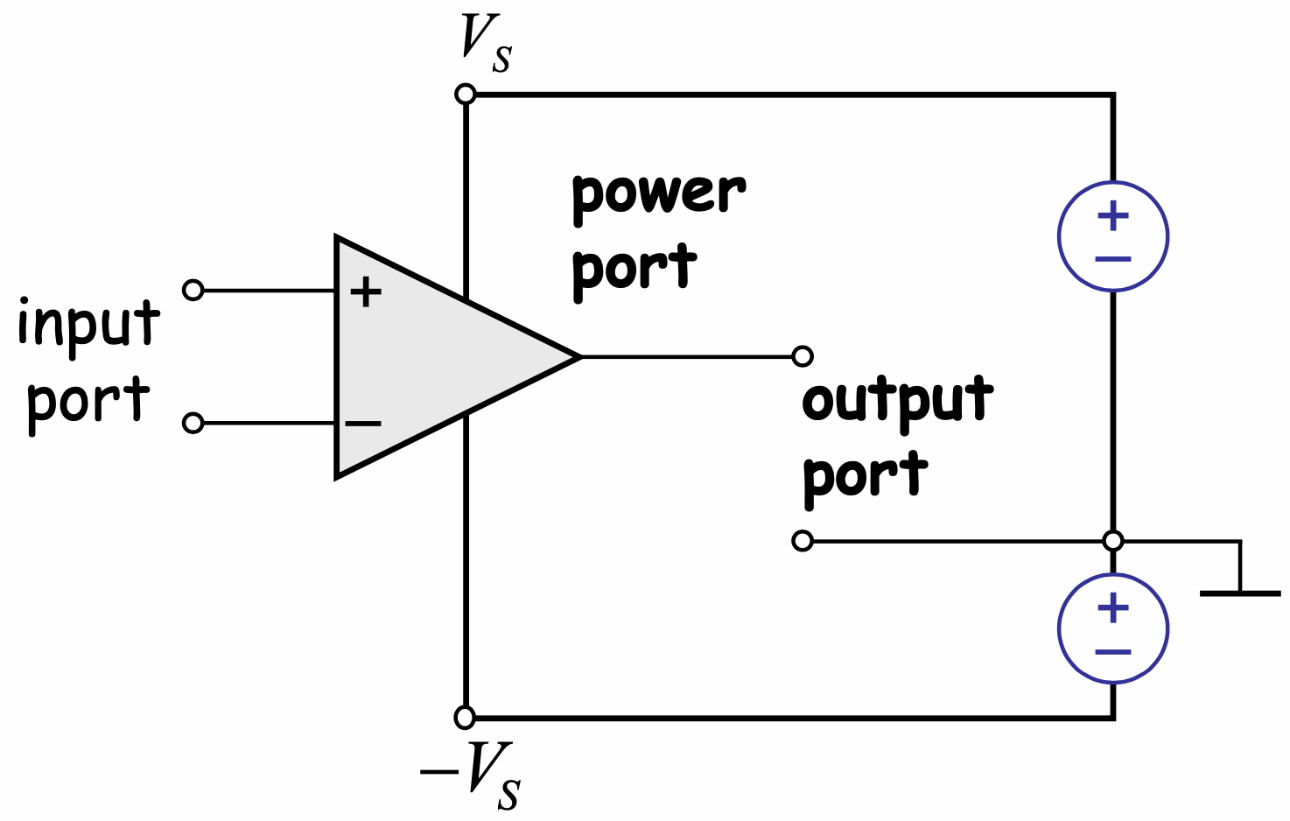 V_S
power
port
+
−
+
input
port
−
output
port
+
−
−V_S